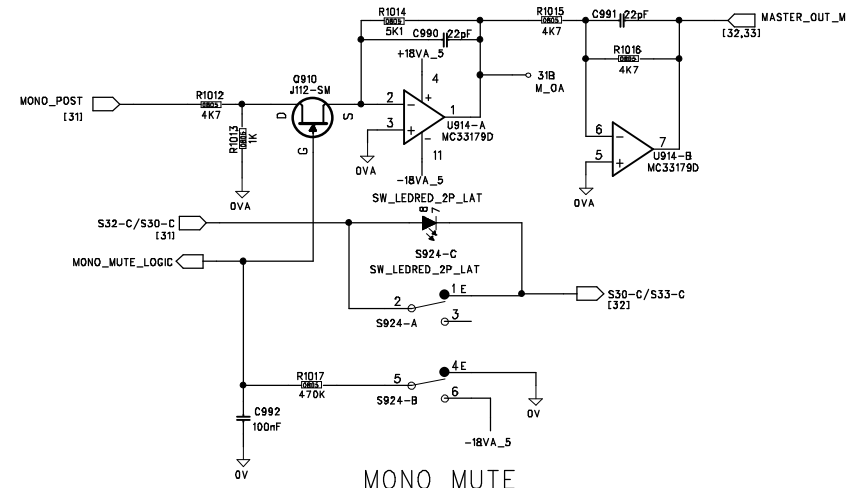 R1014
0805
5K1
C990 22pF
+18VA_5
R1015
0805
4K7
C991 22pF
MASTER_OUT_M
[32,33]
R1016
0805
4K7
Q910
J112-SM
MONO_POST
[31]
R1012
0805
4K7
D
S
G
R1013
0805
1K
0VA
2
3
4
+
1
11
-
U914-A
MC33179D
0VA
-18VA_5
31B
M_OA
6
5
7
U914-B
MC33179D
0VA
SW_LEDRED_2P_LAT
8
7
S924-C
S32-C/S30-C
[31]
MONO_MUTE_LOGIC
SW_LEDRED_2P_LAT
2
1 E
3
S924-A
S30-C/S33-C
[32]
R1017
0805
470K
5
4E
6
S924-B
0V
-18VA_5
C992
100nF
0V
MONO MUTE